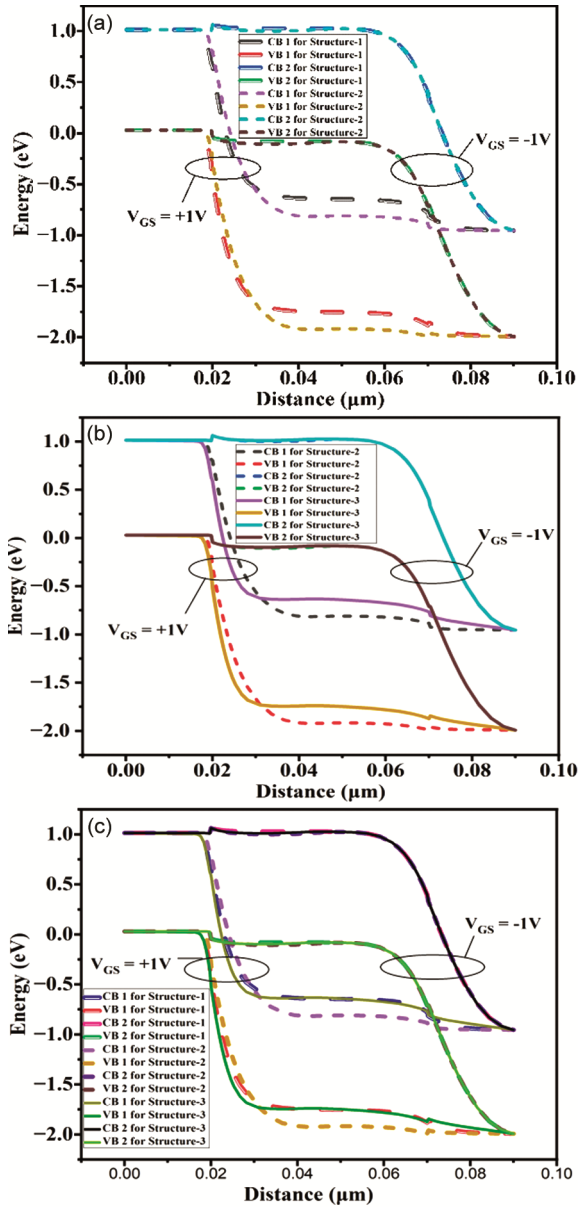 (a)
1.0
0.5
0.0
−0.5
−1.0
−1.5
−2.0
Energy (eV)
CB 1 for Structure-1
VB 1 for Structure-1
CB 2 for Structure-1
VB 2 for Structure-1
CB 1 for Structure-2
VB 1 for Structure-2
CB 2 for Structure-2
VB 2 for Structure-2
VGS = +1V
VGS = -1V
0.00
0.02
0.04
0.06
0.08
0.10
Distance (µm)
(b)
1.0
0.5
0.0
−0.5
−1.0
−1.5
−2.0
Energy (eV)
CB 1 for Structure-2
VB 1 for Structure-2
CB 2 for Structure-2
VB 2 for Structure-2
CB 1 for Structure-3
VB 1 for Structure-3
CB 2 for Structure-3
VB 2 for Structure-3
VGS = +1V
VGS = -1V
0.00
0.02
0.04
0.06
0.08
0.10
Distance (µm)
(c)
1.0
0.5
0.0
−0.5
−1.0
−1.5
−2.0
Energy (eV)
VGS = +1V
VGS = -1V
CB 1 for Structure-1
VB 1 for Structure-1
CB 2 for Structure-1
VB 2 for Structure-1
CB 1 for Structure-2
VB 1 for Structure-2
CB 2 for Structure-2
VB 2 for Structure-2
CB 1 for Structure-3
VB 1 for Structure-3
CB 2 for Structure-3
VB 2 for Structure-3
0.00
0.02
0.04
0.06
0.08
0.10
Distance (µm)